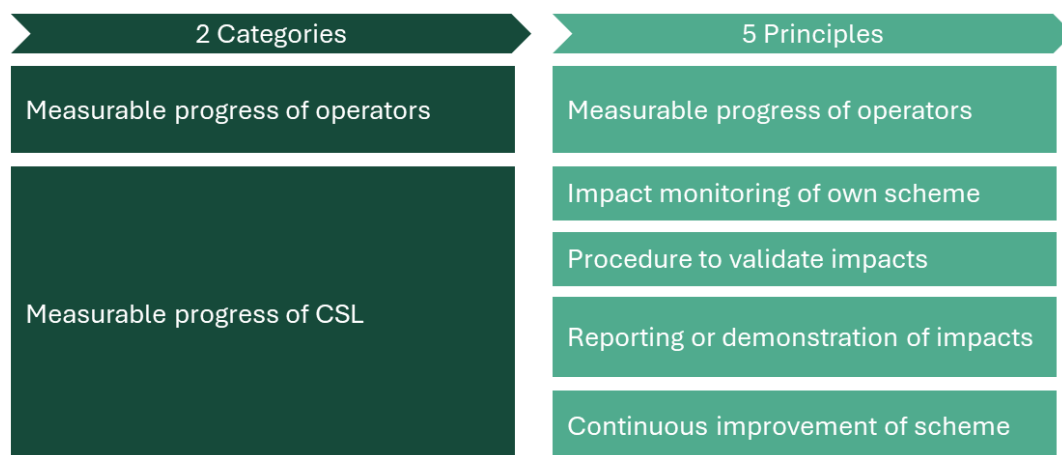 2 Categories
5 Principles
Measurable progress of operators
Measurable progress of operators
Measurable progress of CSL
Impact monitoring of own scheme
Procedure to validate impacts
Reporting or demonstration of impacts
Continuous improvement of scheme